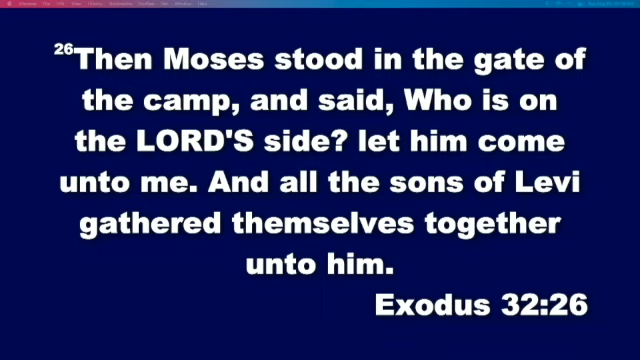 26Then Moses stood in the gate of
the camp, and said, Who is on
the LORD'S side? let him come
unto me. And all the sons of Levi
gathered themselves together
unto him.
Exodus 32:26